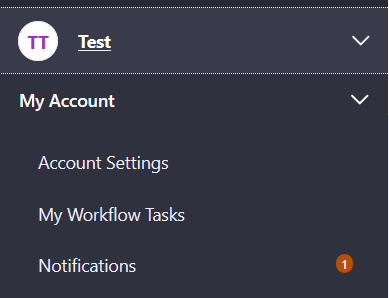 TT Test
My Account
Account Settings
My Workflow Tasks
Notifications 1